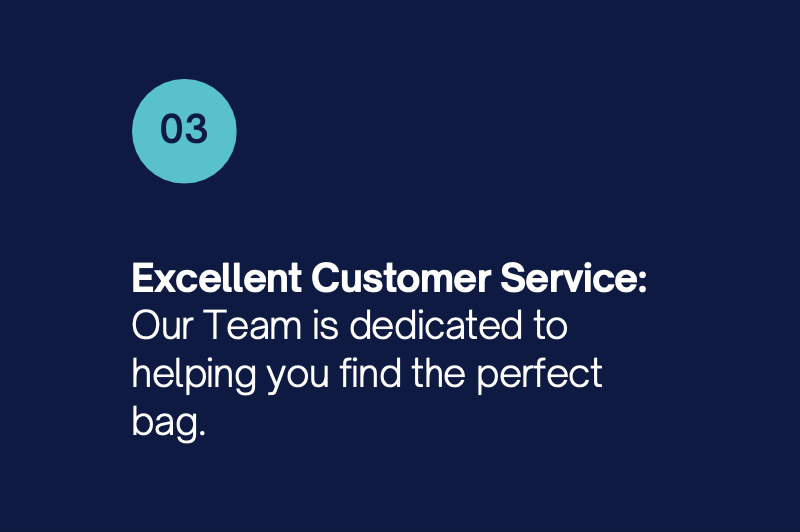 03
Excellent Customer Service:
Our Team is dedicated to
helping you find the perfect
bag.